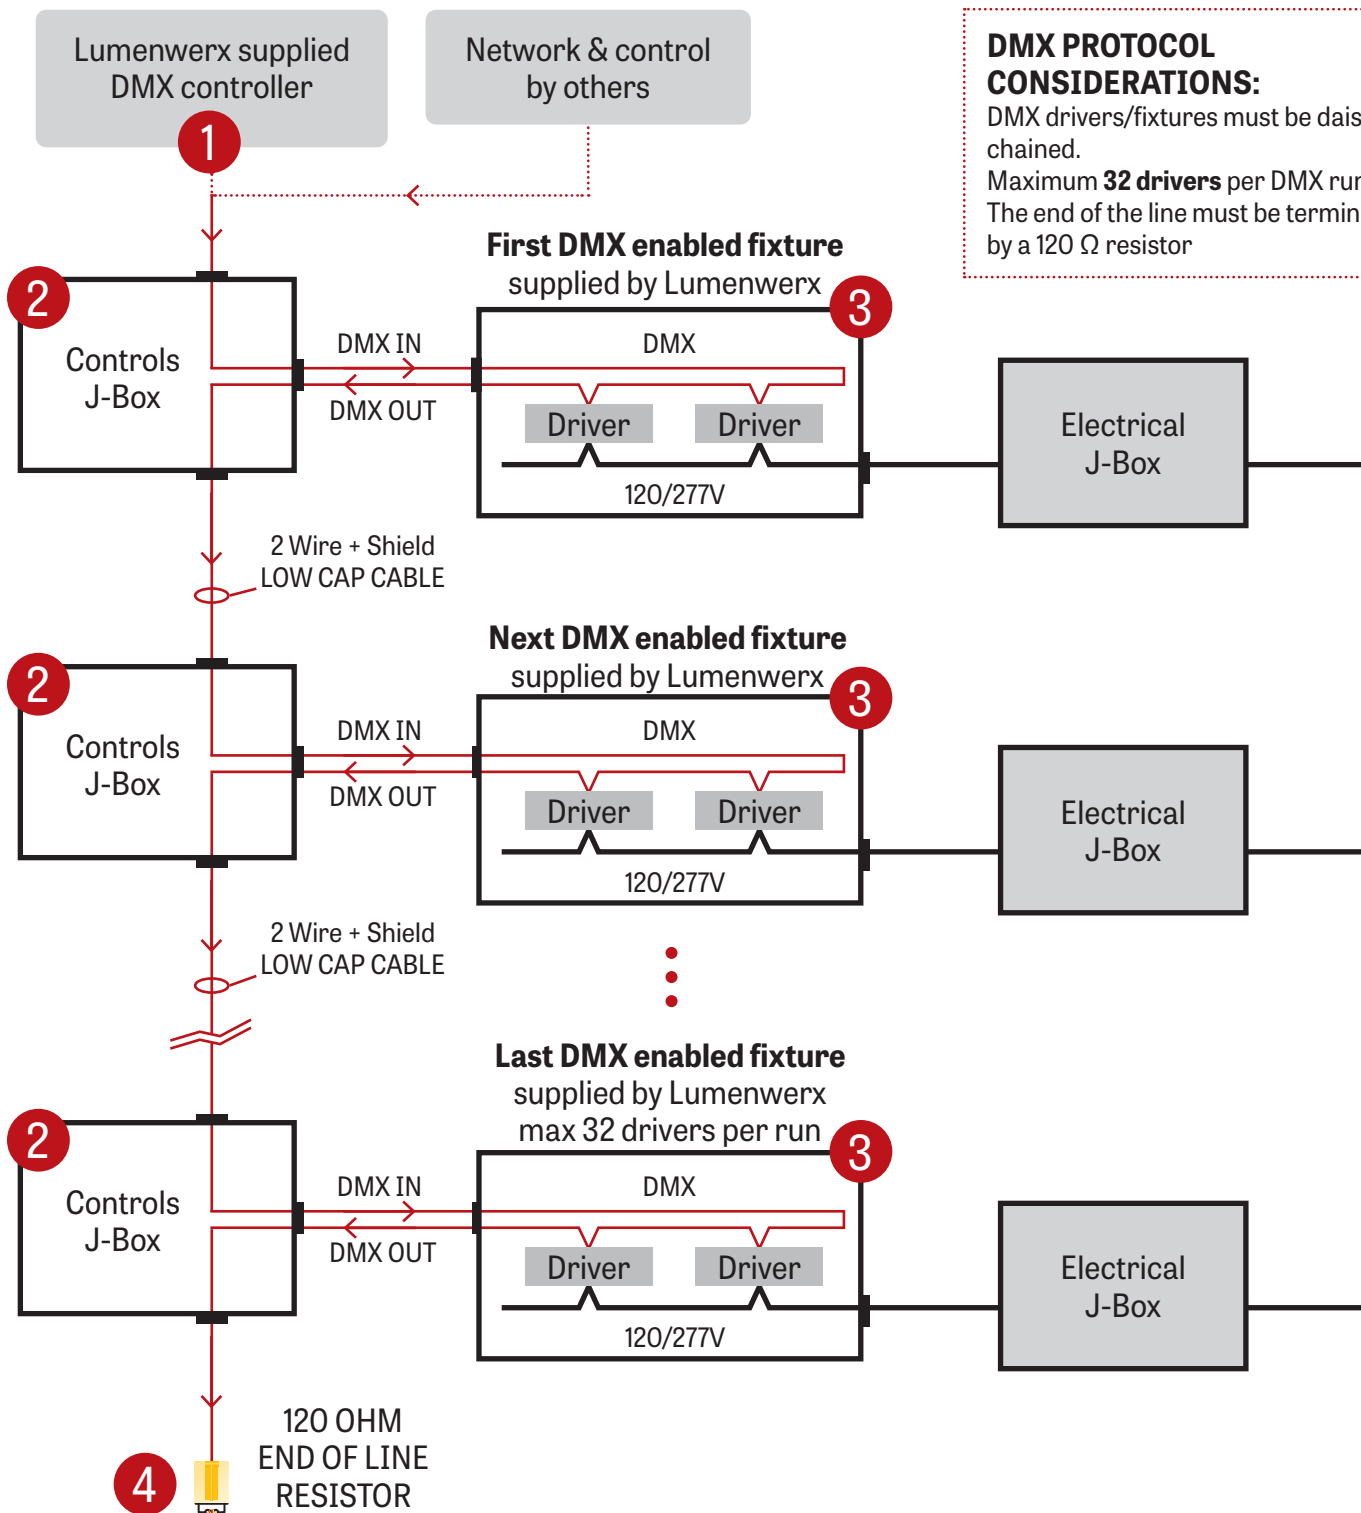 Lumenwerx supplied
DMX controller
1
Network & control
by others
DMX PROTOCOL
CONSIDERATIONS:
DMX drivers/fixtures must be dais
chained.
Maximum 32 drivers per DMX run
The end of the line must be termin
by a 120 Ω resistor
First DMX enabled fixture
supplied by Lumenwerx
2
3
Controls
J-Box
DMX IN
DMX OUT
DMX
Driver
Driver
120/277V
Electrical
J-Box
2 Wire + Shield
LOW CAP CABLE
Next DMX enabled fixture
supplied by Lumenwerx
2
3
Controls
J-Box
DMX IN
DMX OUT
DMX
Driver
Driver
120/277V
Electrical
J-Box
2 Wire + Shield
LOW CAP CABLE
Last DMX enabled fixture
supplied by Lumenwerx
max 32 drivers per run
2
3
Controls
J-Box
DMX IN
DMX OUT
DMX
Driver
Driver
120/277V
Electrical
J-Box
4
120 OHM
END OF LINE
RESISTOR